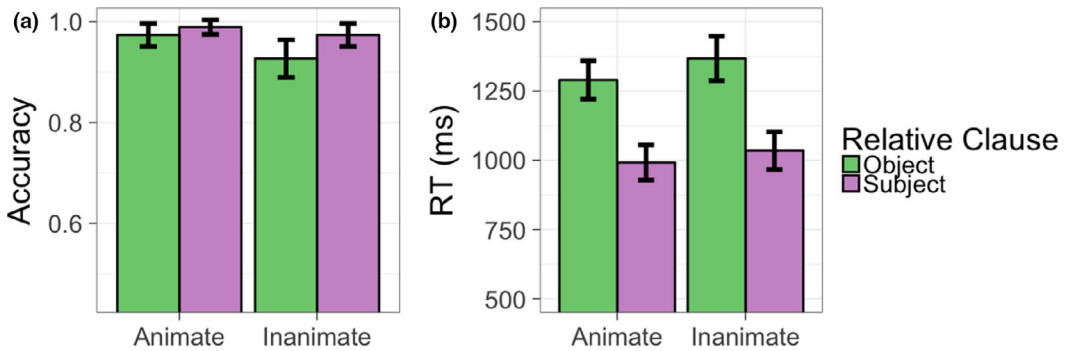 (a)
Accuracy
1.0
0.8
0.6
Animate Inanimate
(b)
RT (ms)
1500
1250
1000
750
500
Animate Inanimate
Relative Clause
Object
Subject